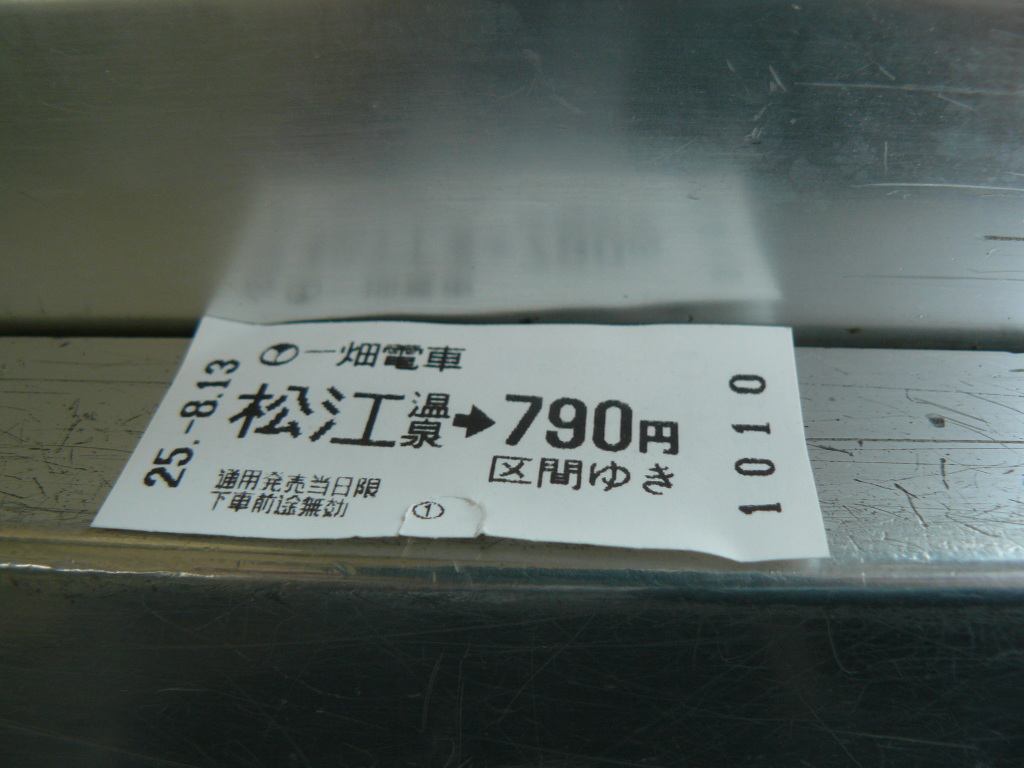 一畑電車
25.-8.13
松江温泉➡790円
区間ゆき
通用発売当日限
下車前途無効
①
1010